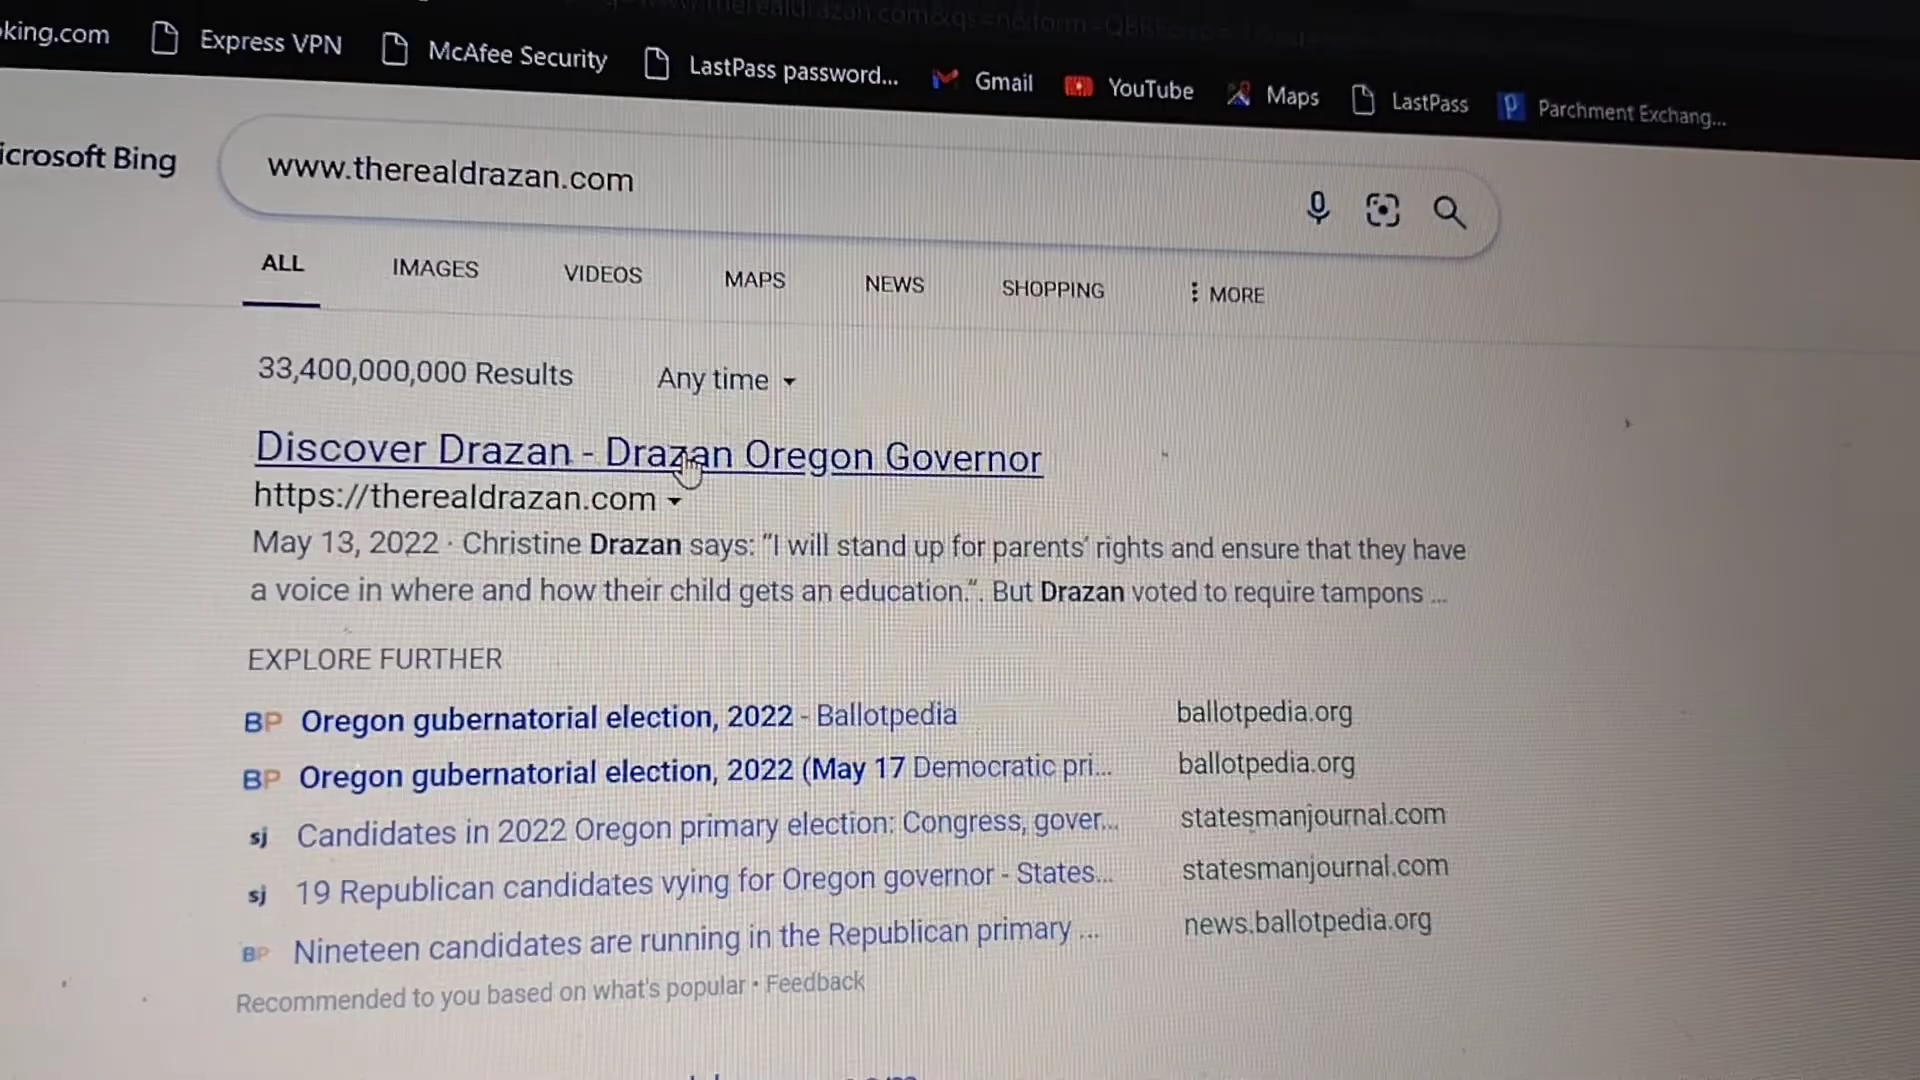 king.com Express VPN McAfee Security LastPass password... Gmail YouTube Maps LastPass Parchment Exchang...
icrosoft Bing
www.therealdrazan.com
ALL IMAGES VIDEOS MAPS NEWS SHOPPING MORE
33,400,000,000 Results Any time
Discover Drazan - Drazan Oregon Governor
https://therealdrazan.com
May 13, 2022 · Christine Drazan says: “I will stand up for parents’ rights and ensure that they have
a voice in where and how their child gets an education.”. But Drazan voted to require tampons ...
EXPLORE FURTHER
BP Oregon gubernatorial election, 2022 - Ballotpedia ballotpedia.org
BP Oregon gubernatorial election, 2022 (May 17 Democratic pri... ballotpedia.org
sj Candidates in 2022 Oregon primary election: Congress, gover... statesmanjournal.com
sj 19 Republican candidates vying for Oregon governor - States... statesmanjournal.com
BP Nineteen candidates are running in the Republican primary ... news.ballotpedia.org
Recommended to you based on what's popular • Feedback